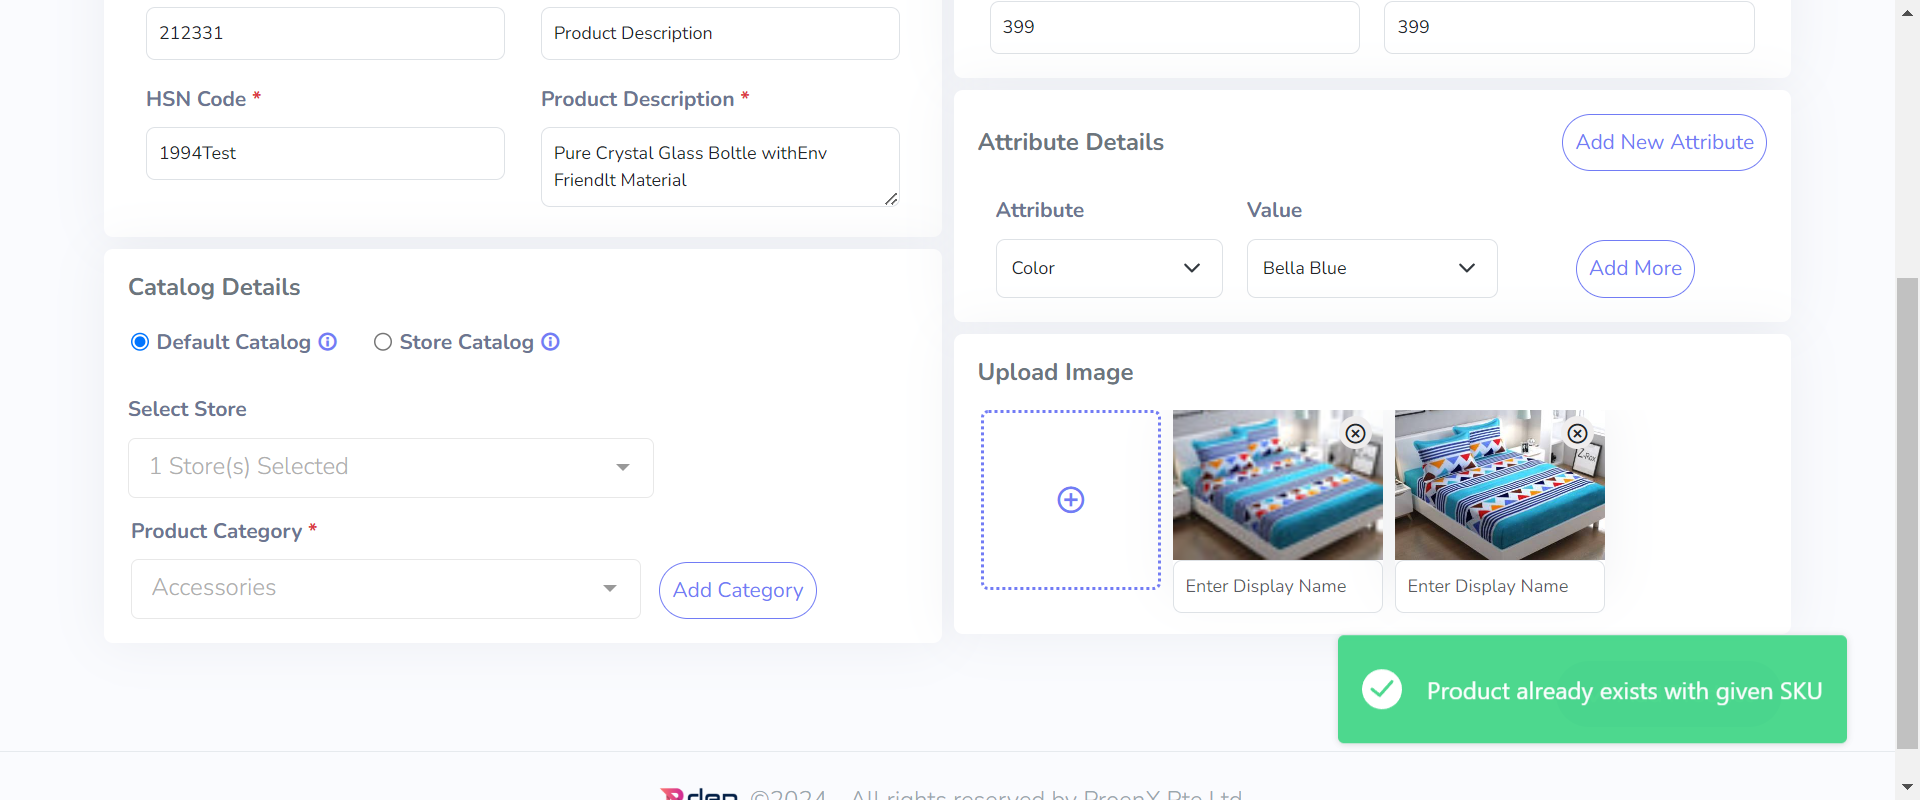 212331
Product Description
HSN Code *
Product Description *
1994Test
Pure Crystal Glass Boltle withEnv
Friendlt Material
Catalog Details
Default Catalog
Store Catalog
Select Store
1 Store(s) Selected
Product Category *
Accessories
Add Category
399
399
Attribute Details
Add New Attribute
Attribute
Value
Color
Bella Blue
Add More
Upload Image
Z-Rox
Enter Display Name
Enter Display Name
Product already exists with given SKU
©2024 All rights reserved by ProenX Pte Ltd